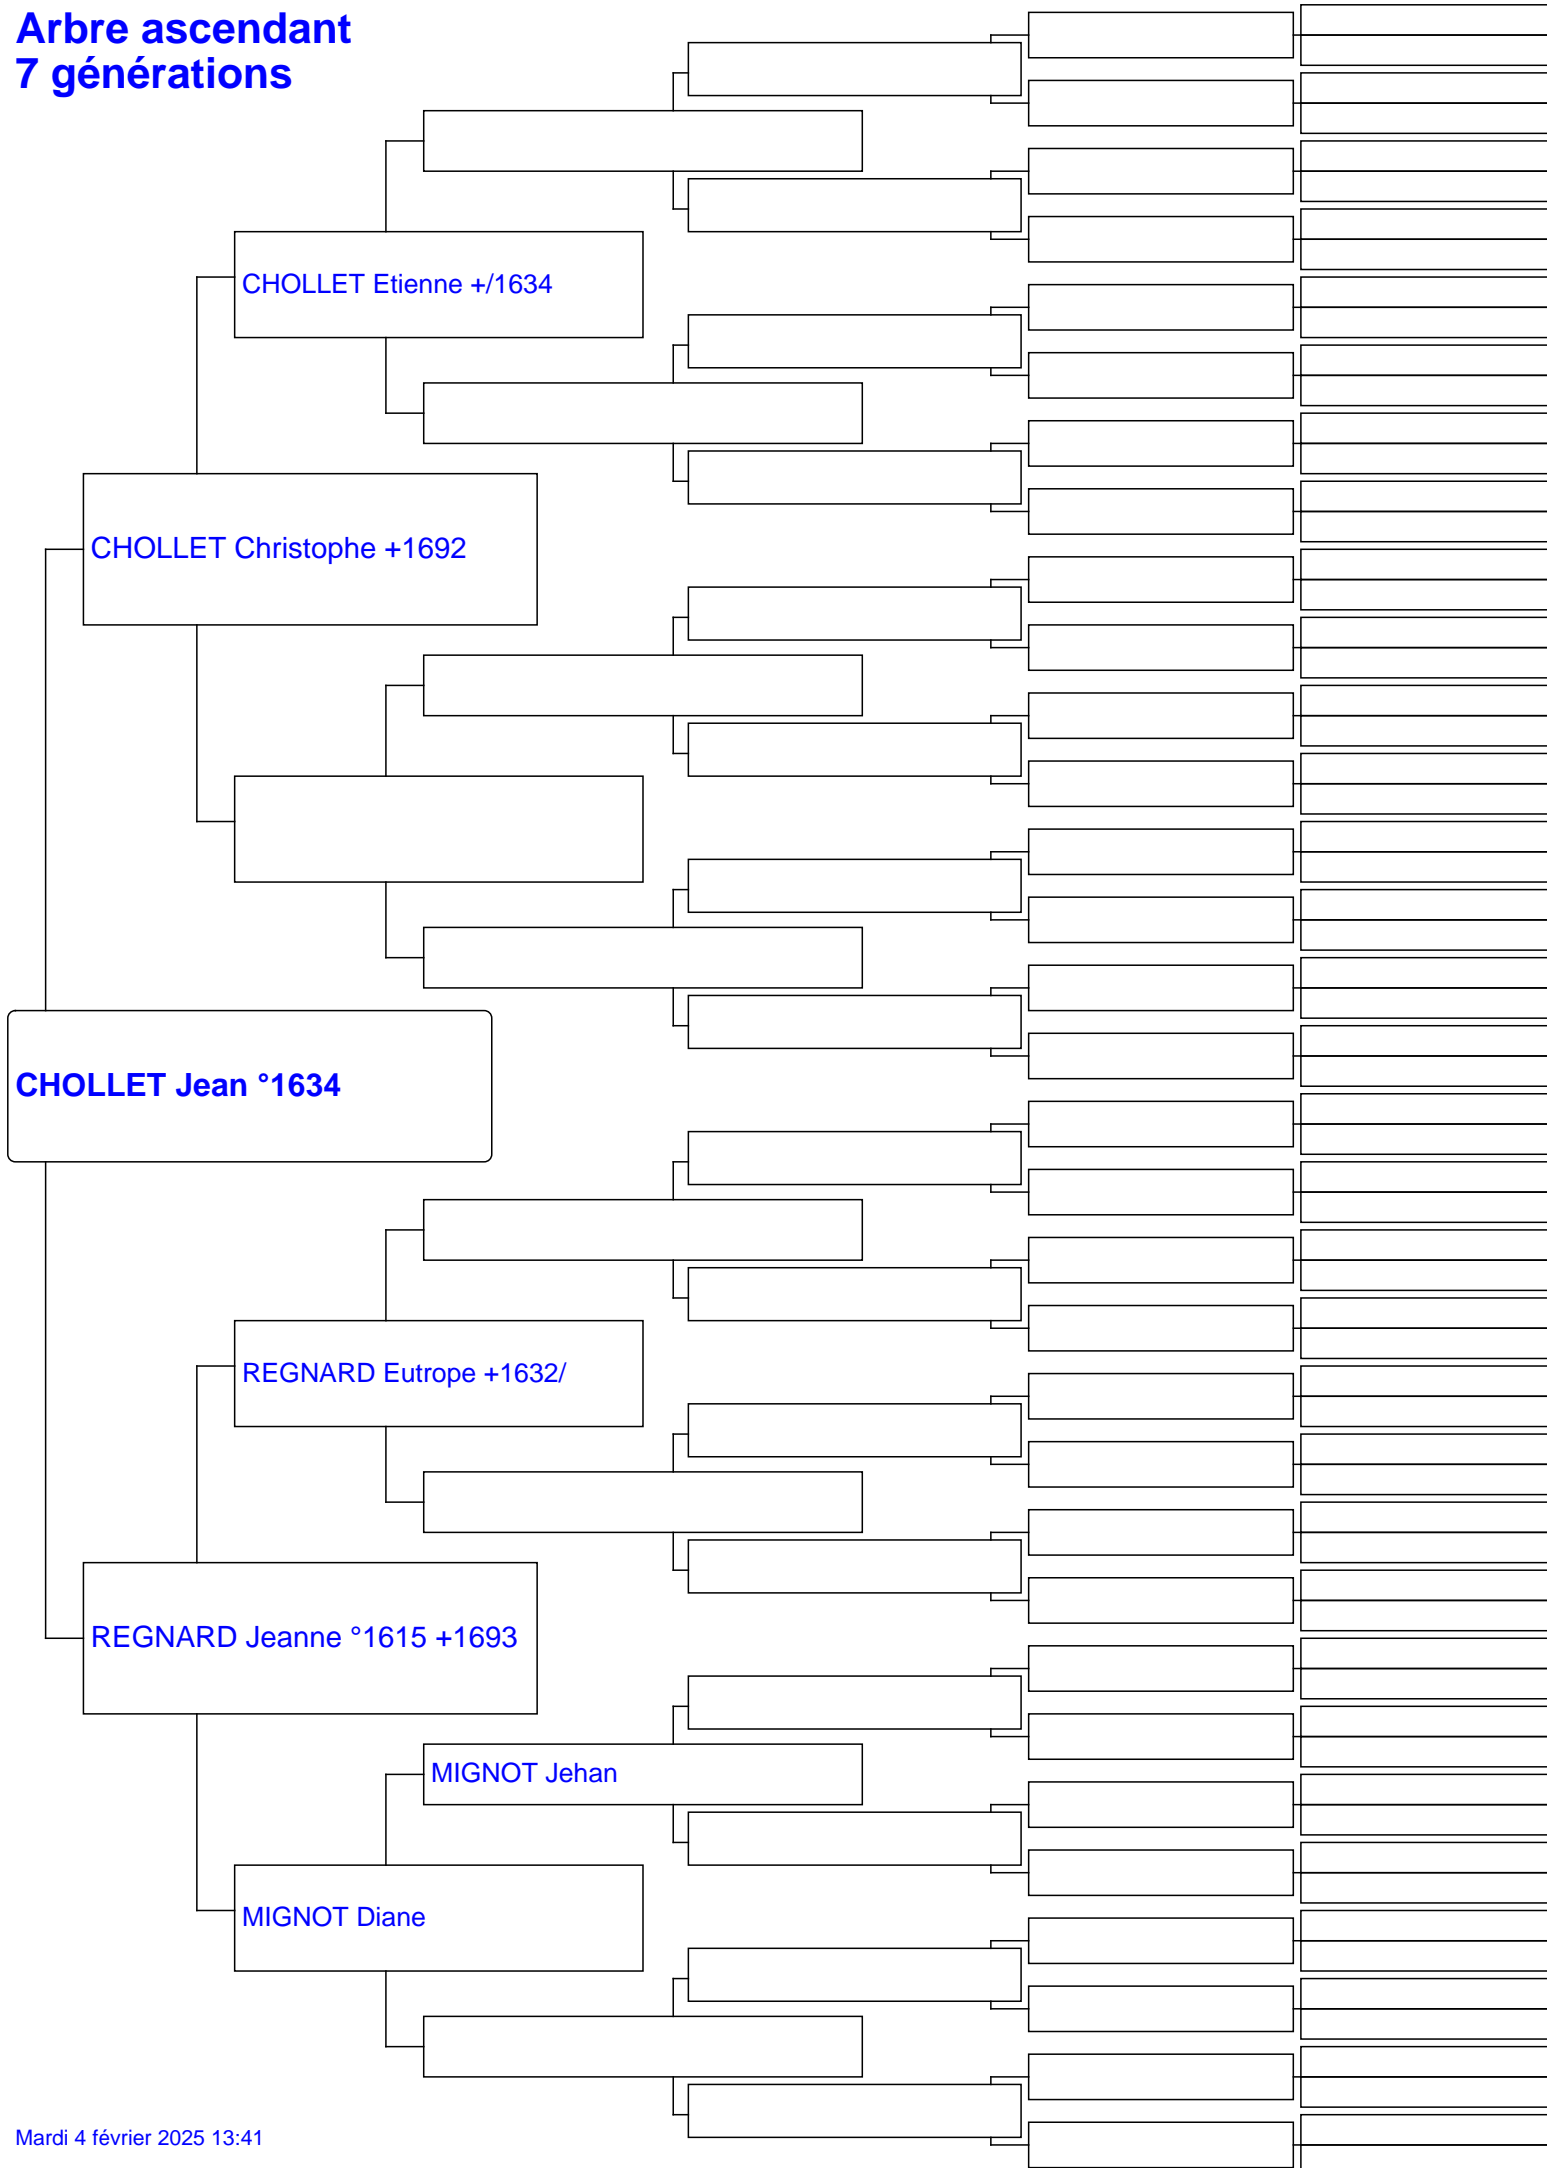 Arbre ascendant
7 générations
CHOLLET Etienne +/1634
CHOLLET Christophe +1692
CHOLLET Jean °1634
REGNARD Eutrope +1632/
REGNARD Jeanne °1615 +1693
MIGNOT Jehan
MIGNOT Diane
Mardi 4 février 2025 13:41